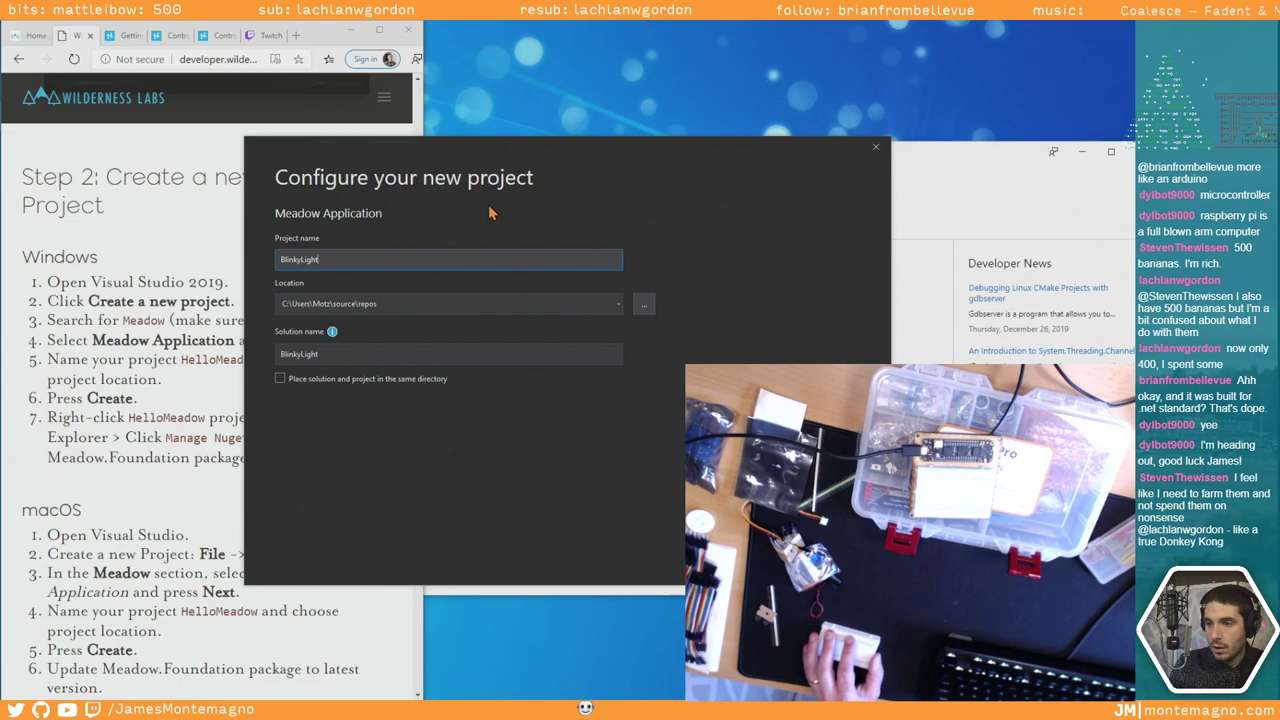 bits: mattleibow: 500
sub: lachlanwgordon
resub: lachlanwgordon
follow: brianfrombellevue
music:
Coalesce – Fadent & M
Home
W
Getti
Contr
Contr
Twitch
Not secure
developer.wilde...
Sign in
WILDERNESS LABS
Step 2: Create a ne
Project
Windows
1. Open Visual Studio 2019.
2. Click Create a new project.
3. Search for Meadow (make sure
4. Select Meadow Application a
5. Name your project HelloMead
project location.
6. Press Create.
7. Right-click HelloMeadow proje
Explorer > Click Manage Nuge
Meadow.Foundation package
macOS
1. Open Visual Studio.
2. Create a new Project: File ->
3. In the Meadow section, selec
Application and press Next.
4. Name your project HelloMeadow and choose
project location.
5. Press Create.
6. Update Meadow.Foundation package to latest
version.
Configure your new project
Meadow Application
Project name
BlinkyLight
Location
C:\Users\Motz\source\repos
...
Solution name
BlinkyLight
Place solution and project in the same directory
Developer News
Debugging Linux CMake Projects with
gdbserver
Gdbserver is a program that allows you to...
Thursday, December 26, 2019
An Introduction to System.Threading.Channel
@brianfrombellevue more
like an arduino
dylbot9000 microcontroller
dylbot9000 raspberry pi is
a full blown arm computer
StevenThewissen 500
bananas. I'm rich.
lachlanwgordon
@StevenThewissen I also
have 500 bananas but I'm a
bit confused about what I
do with them
lachlanwgordon now only
400, I spent some
brianfrombellevue Ahh
okay, and it was built for
.net standard? That's dope.
dylbot9000 yee
dylbot9000 I'm heading
out, good luck James!
StevenThewissen I feel
like I need to farm them and
not spend them on
nonsense
@lachlanwgordon - like a
true Donkey Kong
/JamesMontemagno
JM montemagno.com